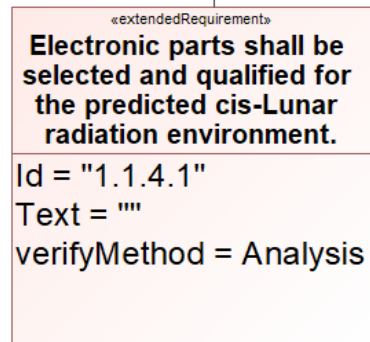 «extendedRequirement»
Electronic parts shall be
selected and qualified for
the predicted cis-Lunar
radiation environment.
Id = "1.1.4.1"
Text = ""
verifyMethod = Analysis